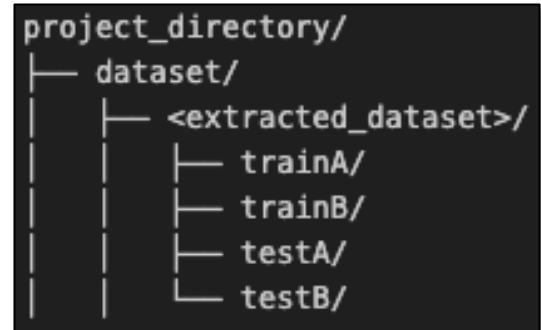 project_directory/
├── dataset/
│   ├── <extracted_dataset>/
│   │   ├── trainA/
│   │   ├── trainB/
│   │   ├── testA/
│   │   └── testB/